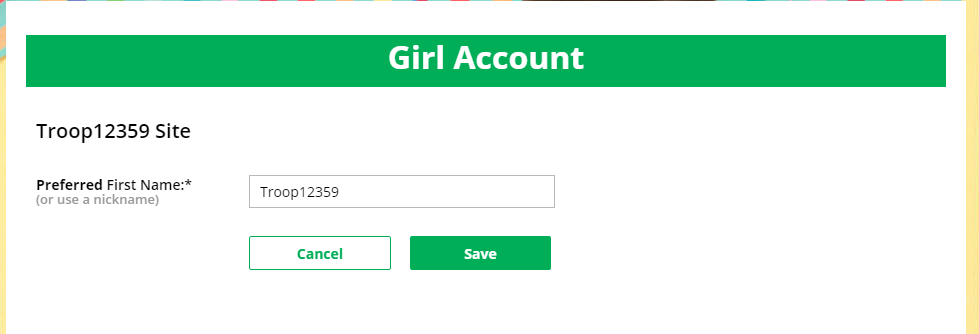 Girl Account
Troop12359 Site
Preferred First Name:*
(or use a nickname)
Troop12359
Cancel
Save